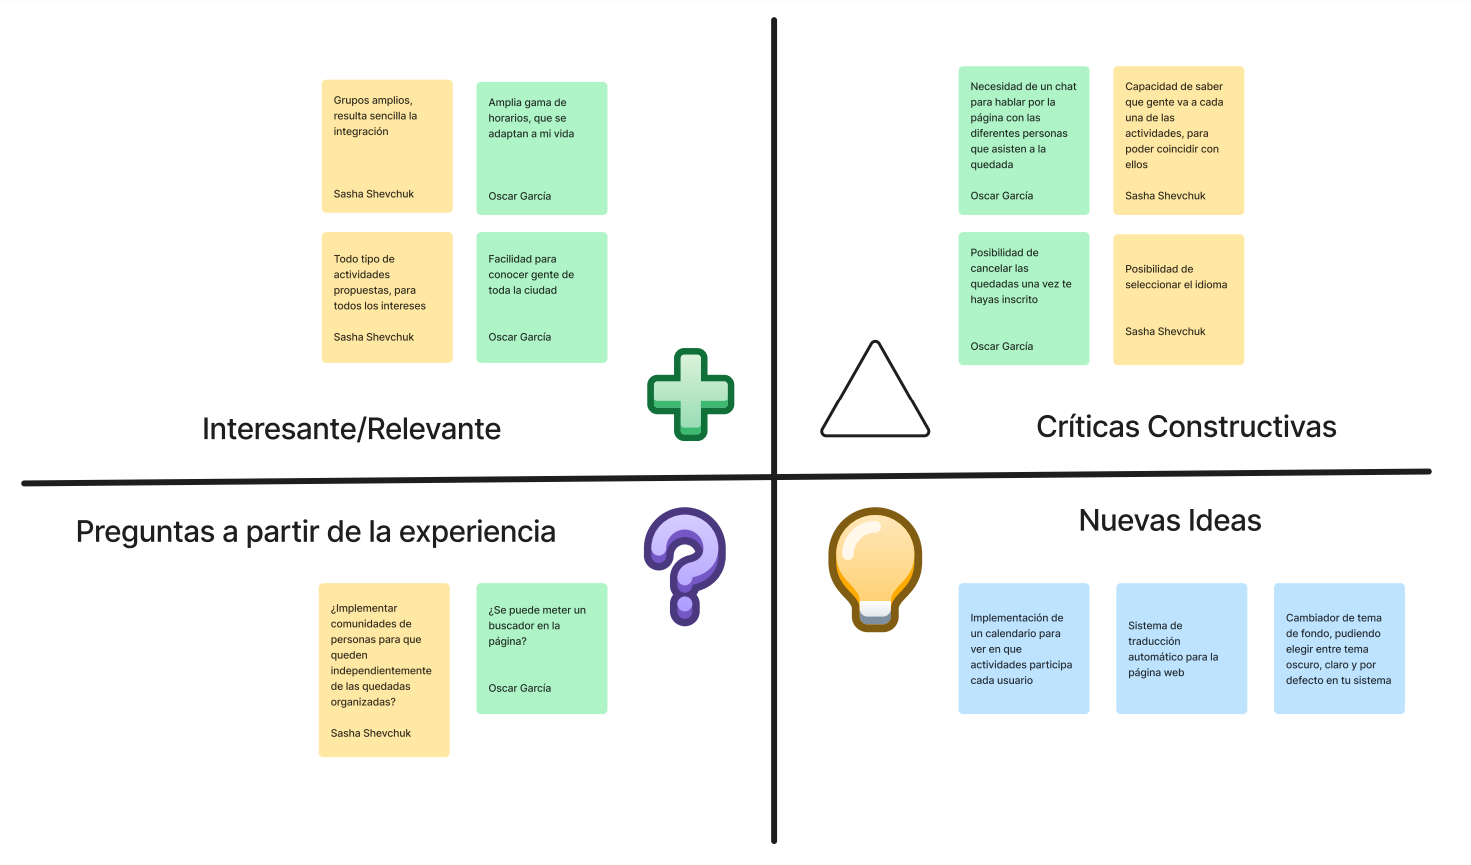 Grupos amplios,
resulta sencilla la
integración
Sasha Shevchuk
Amplia gama de
horarios, que se
adaptan a mi vida
Oscar García
Todo tipo de
actividades
propuestas, para
todos los intereses
Sasha Shevchuk
Facilidad para
conocer gente de
toda la ciudad
Oscar García
Interesante/Relevante
Necesidad de un chat
para hablar por la
página con las
diferentes personas
que asisten a la
quedada
Oscar García
Capacidad de saber
que gente va a cada
una de las
actividades, para
poder coincidir con
ellos
Sasha Shevchuk
Posibilidad de
cancelar las
quedadas una vez te
hayas inscrito
Oscar García
Posibilidad de
seleccionar el idioma
Sasha Shevchuk
Críticas Constructivas
Preguntas a partir de la experiencia
¿Implementar
comunidades de
personas para que
queden
independientemente
de las quedadas
organizadas?
Sasha Shevchuk
¿Se puede meter un
buscador en la
página?
Oscar García
Nuevas Ideas
Implementación de
un calendario para
ver en que
actividades participa
cada usuario
Sistema de
traducción
automático para la
página web
Cambiador de tema
de fondo, pudiendo
elegir entre tema
oscuro, claro y por
defecto en tu sistema